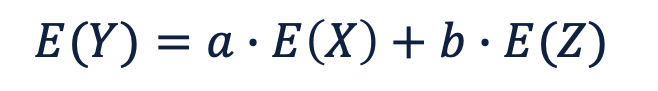 E(Y) = a · E(X) + b · E(Z)